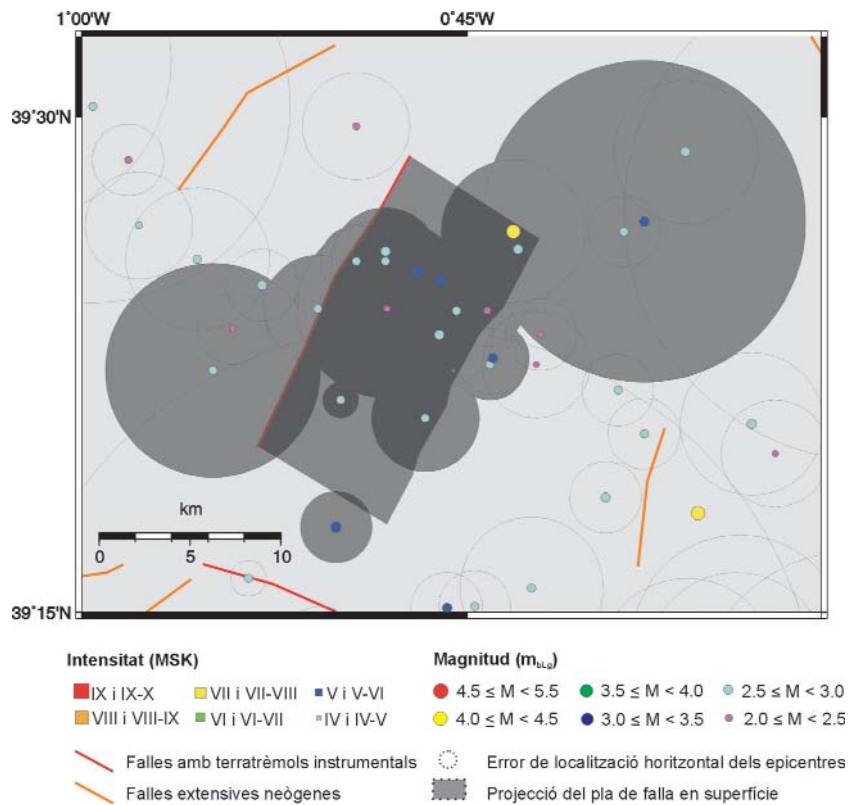 1°00'W
0°45'W
39°30'N
km
0 5 10
39°15'N
Intensitat (MSK)
IX i IX-X
VII i VII-VIII
V i V-VI
VIII i VIII-IX
VI i VI-VII
IV i IV-V
Magnitud (mbLg)
4.5 ≤ M < 5.5
3.5 ≤ M < 4.0
2.5 ≤ M < 3.0
4.0 ≤ M < 4.5
3.0 ≤ M < 3.5
2.0 ≤ M < 2.5
Falles amb terratrèmols instrumentals
Error de localització horitzontal dels epicentres
Falles extensives neògenes
Projecció del pla de falla en superfície